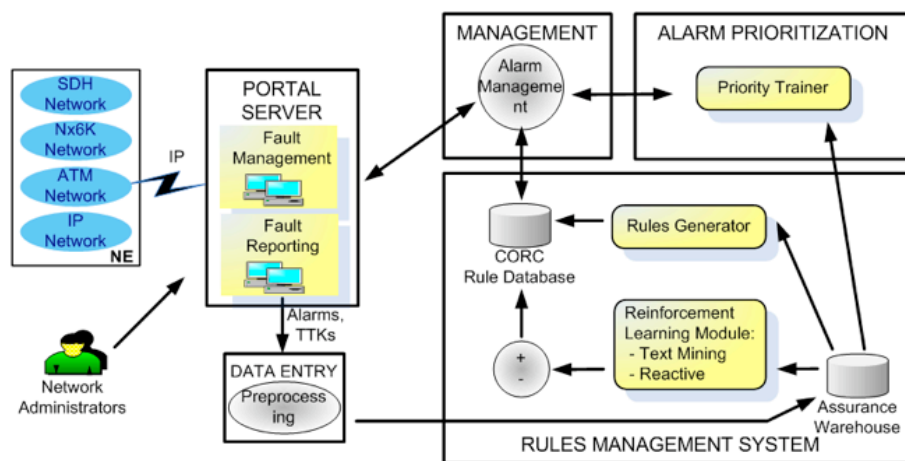 SDH
Network
Nx6K
Network
ATM
Network
IP
Network
NE
IP
PORTAL
SERVER
Fault
Management
Fault
Reporting
Alarms,
TTKs
Network
Administrators
DATA ENTRY
Preprocess
ing
MANAGEMENT
Alarm
Manageme
nt
ALARM PRIORITIZATION
Priority Trainer
CORC
Rule Database
Rules Generator
+
-
Reinforcement
Learning Module:
- Text Mining
- Reactive
Assurance
Warehouse
RULES MANAGEMENT SYSTEM